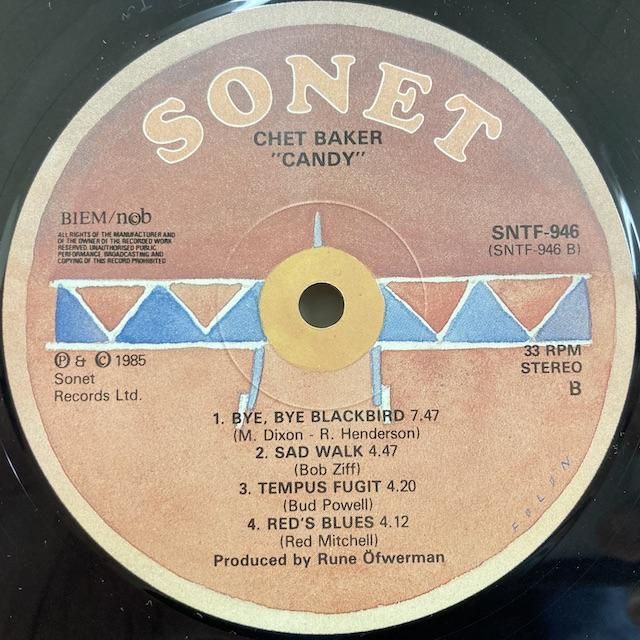 SONET
CHET BAKER
"CANDY"
BIEM/n©b
ALL RIGHTS OF THE MANUFACTURER AND
OF THE OWNER OF THE RECORDED WORK
RESERVED. UNAUTHORISED PUBLIC
PERFORMANCE, BROADCASTING AND
COPYING OF THIS RECORD PROHIBITED
SNTF-946
(SNTF-946 B)
℗ & © 1985
Sonet
Records Ltd.
33 RPM
STEREO
B
1. BYE, BYE BLACKBIRD 7.47
(M. Dixon - R. Henderson)
2. SAD WALK 4.47
(Bob Ziff)
3. TEMPUS FUGIT 4.20
(Bud Powell)
4. RED'S BLUES 4.12
(Red Mitchell)
Produced by Rune Öfwerman
FOLON